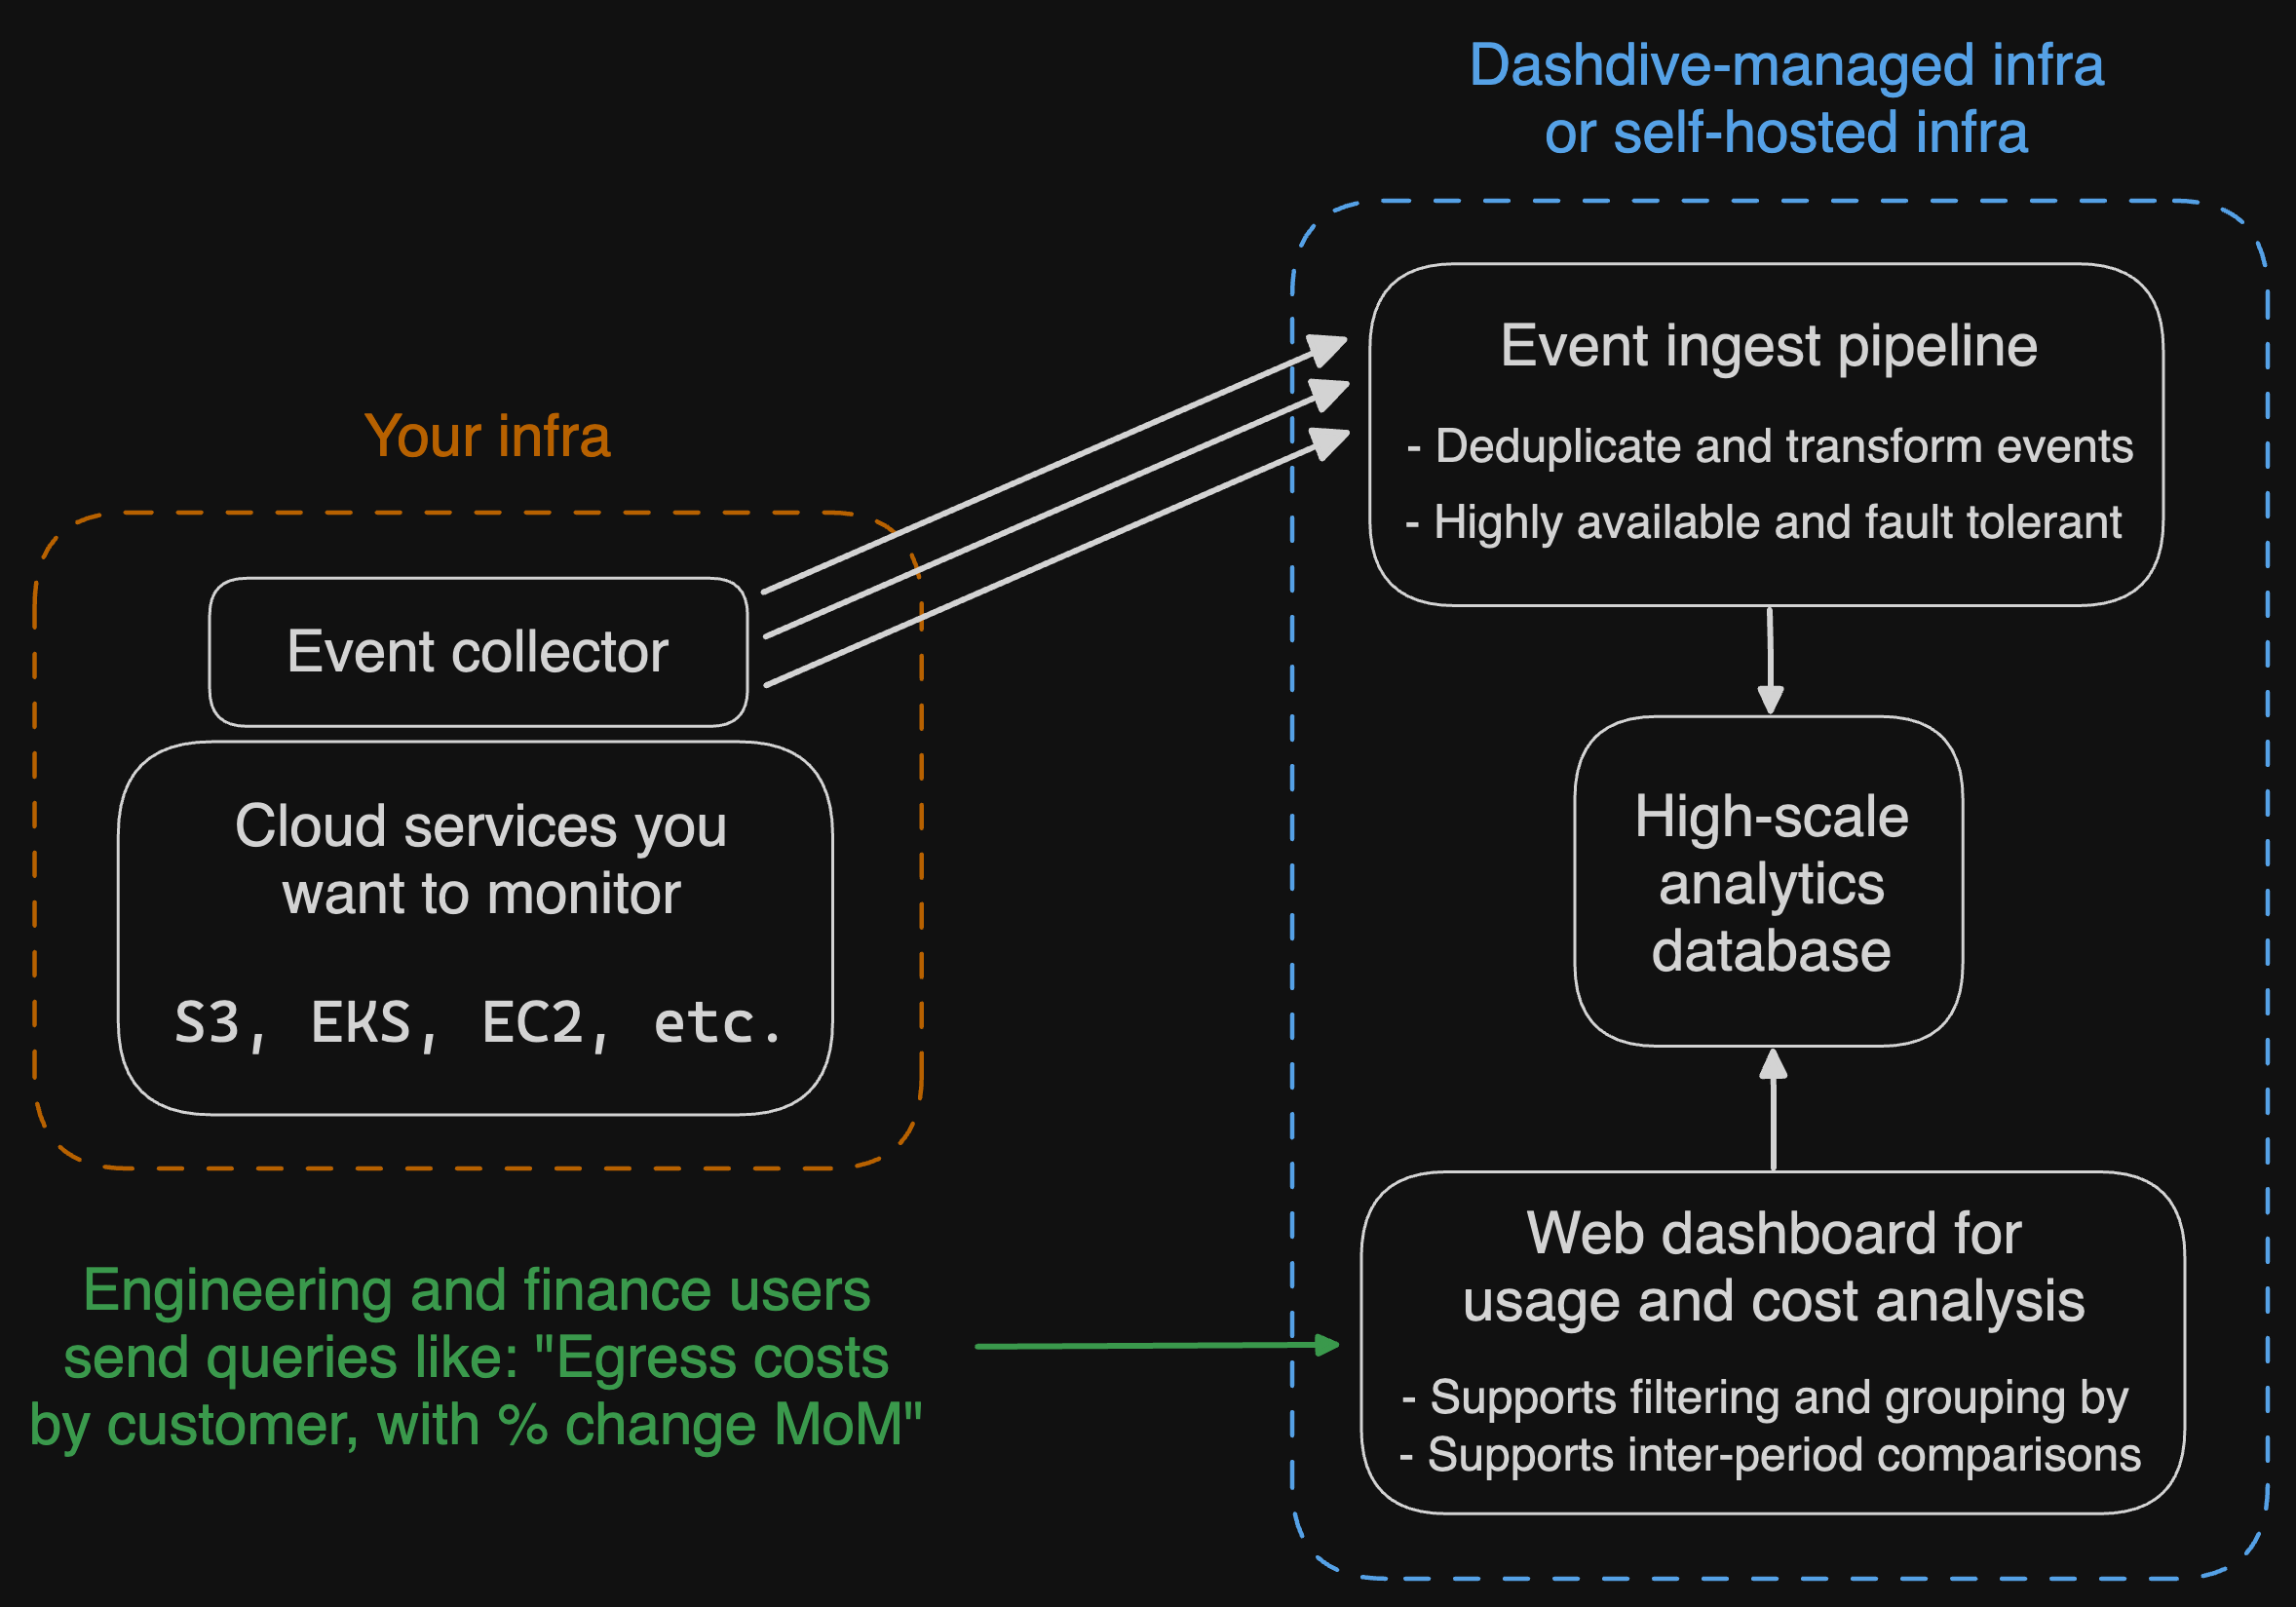 Dashdive-managed infra
or self-hosted infra
Event ingest pipeline
- Deduplicate and transform events
- Highly available and fault tolerant
Your infra
Event collector
Cloud services you
want to monitor
S3, EKS, EC2, etc.
High-scale
analytics
database
Engineering and finance users
send queries like: "Egress costs
by customer, with % change MoM"
Web dashboard for
usage and cost analysis
- Supports filtering and grouping by
- Supports inter-period comparisons